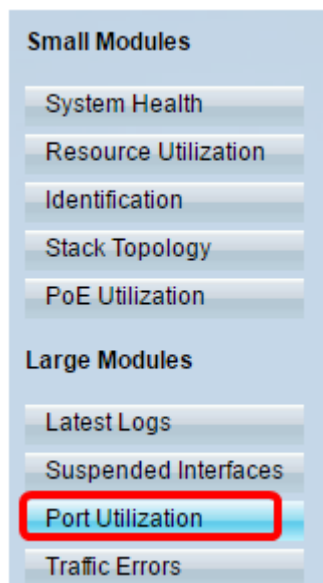 Small Modules
System Health
Resource Utilization
Identification
Stack Topology
PoE Utilization
Large Modules
Latest Logs
Suspended Interfaces
Port Utilization
Traffic Errors